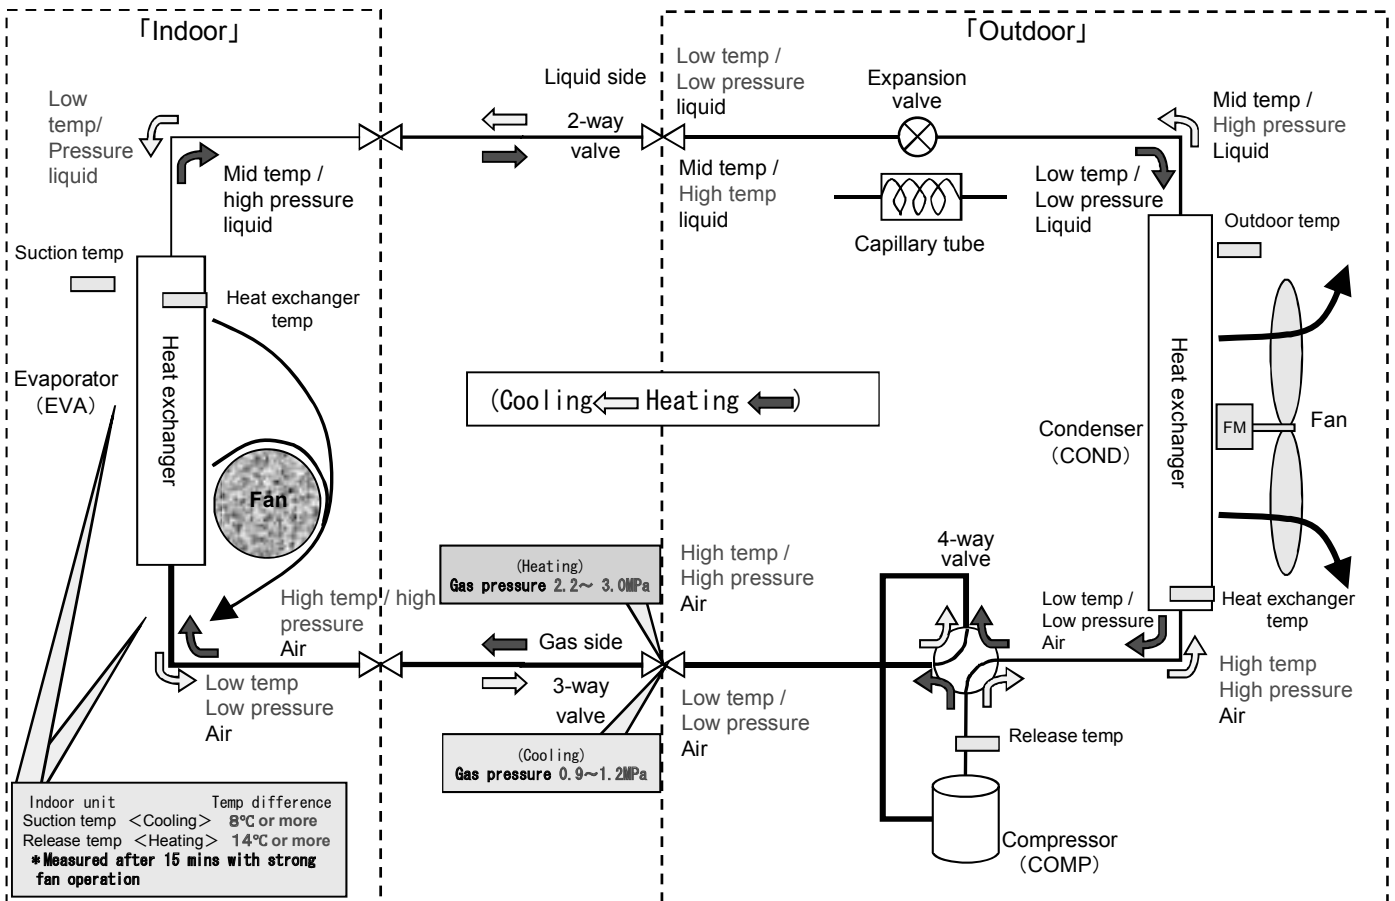 「Indoor」
「Outdoor」
Low
temp/
Pressure
liquid
Mid temp /
high pressure
liquid
Liquid side
2-way
valve
Low temp /
Low pressure
liquid
Mid temp /
High temp
liquid
Expansion
valve
Capillary tube
Mid temp /
High pressure
Liquid
Low temp /
Low pressure
Liquid
Outdoor temp
Suction temp
Heat exchanger
temp
Heat exchanger
Evaporator
（EVA）
Fan
(Cooling Heating )
Condenser
（COND）
Heat exchanger
FM
Fan
(Heating)
Gas pressure 2.2～ 3.0MPa
High temp /
High pressure
Air
4-way
valve
Low temp /
Low pressure
Air
Heat exchanger
temp
High temp / high
pressure
Air
Gas side
3-way
valve
Low temp
Low pressure
Air
Low temp /
Low pressure
Air
High temp
High pressure
Air
Release temp
(Cooling)
Gas pressure 0.9～1.2MPa
Compressor
（COMP）
Indoor unit Temp difference
Suction temp ＜Cooling＞ 8℃ or more
Release temp ＜Heating＞ 14℃ or more
*Measured after 15 mins with strong
fan operation